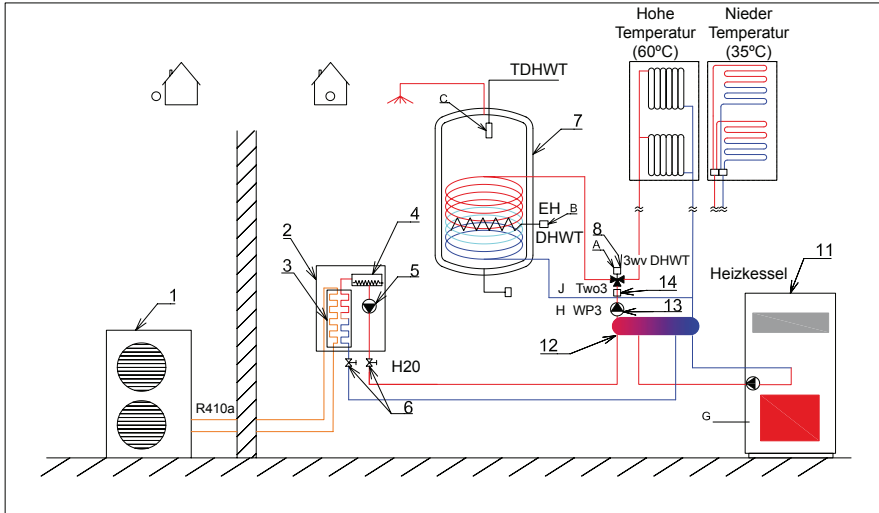 Hohe
Temperatur
(60ºC)
Nieder
Temperatur
(35ºC)
TDHWT
C
7
EH
B
DHWT
8
A
3wv DHWT
J Two3
14
H WP3
13
12
Heizkessel
11
G
2
3
4
5
1
R410a
H20
6